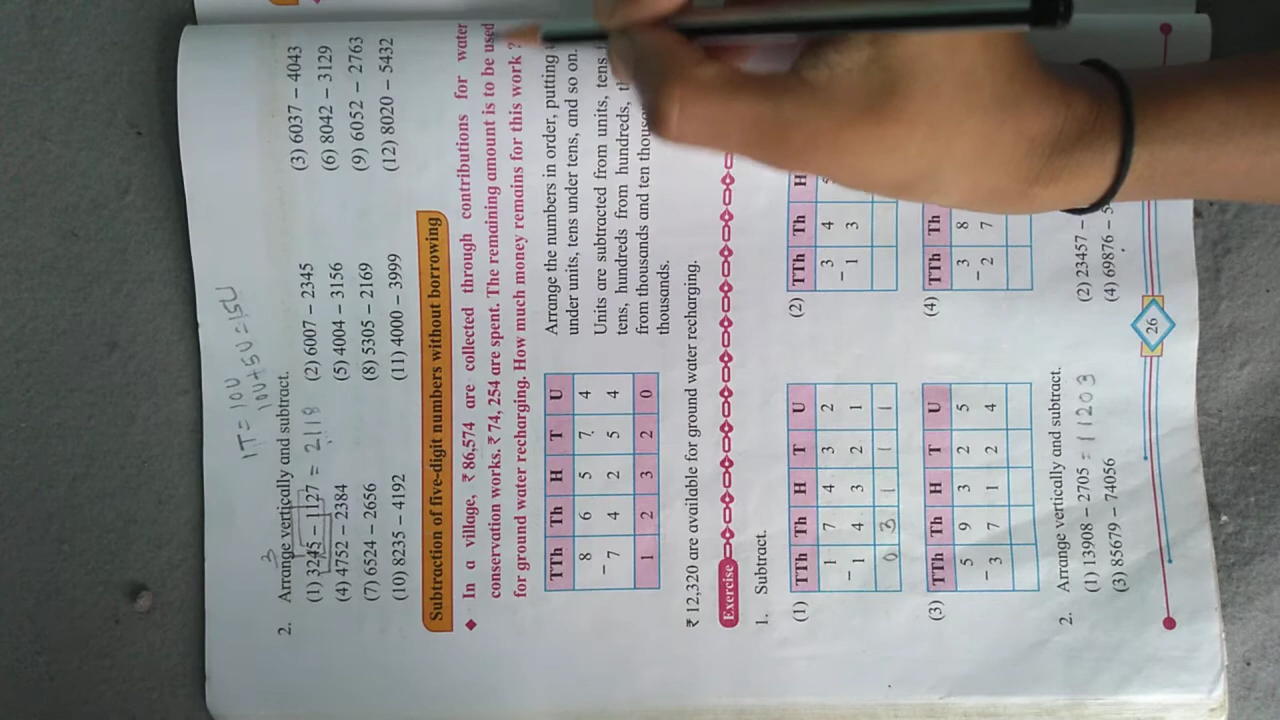 1T = 10U
10U + 5U = 15U
3
2. Arrange vertically and subtract.
(1) 3245 – 1127 = 2118 (2) 6007 – 2345 (3) 6037 – 4043
(4) 4752 – 2384 (5) 4004 – 3156 (6) 8042 – 3129
(7) 6524 – 2656 (8) 5305 – 2169 (9) 6052 – 2763
(10) 8235 – 4192 (11) 4000 – 3999 (12) 8020 – 5432
Subtraction of five-digit numbers without borrowing
◆ In a village, ₹ 86,574 are collected through contributions for water
conservation works. ₹ 74, 254 are spent. The remaining amount is to be used
for ground water recharging. How much money remains for this work ?
TTh Th H T U
8 6 5 7 4
– 7 4 2 5 4
1 2 3 2 0
Arrange the numbers in order, putting
under units, tens under tens, and so on.
Units are subtracted from units, tens
tens, hundreds from hundreds,
from thousands and ten
thousands.
₹ 12,320 are available for ground water recharging.
Exercise
1. Subtract.
(1) TTh Th H T U
1 7 4 3 2
– 1 4 3 2 1
0 3 1 1 1
(2) TTh Th H
3 4
– 1 3
(3) TTh Th H T U
5 9 3 2 5
– 3 7 1 2 4
(4) TTh Th
3 8
– 2 7
2. Arrange vertically and subtract.
(1) 13908 – 2705 = 11203 (2) 23457 –
(3) 85679 – 74056 (4) 69876 –
26